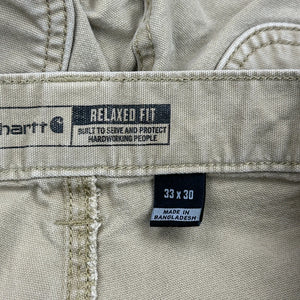 hartt
RELAXED FIT
BUILT TO SERVE AND PROTECT
HARDWORKING PEOPLE
33 x 30
MADE IN
BANGLADESH